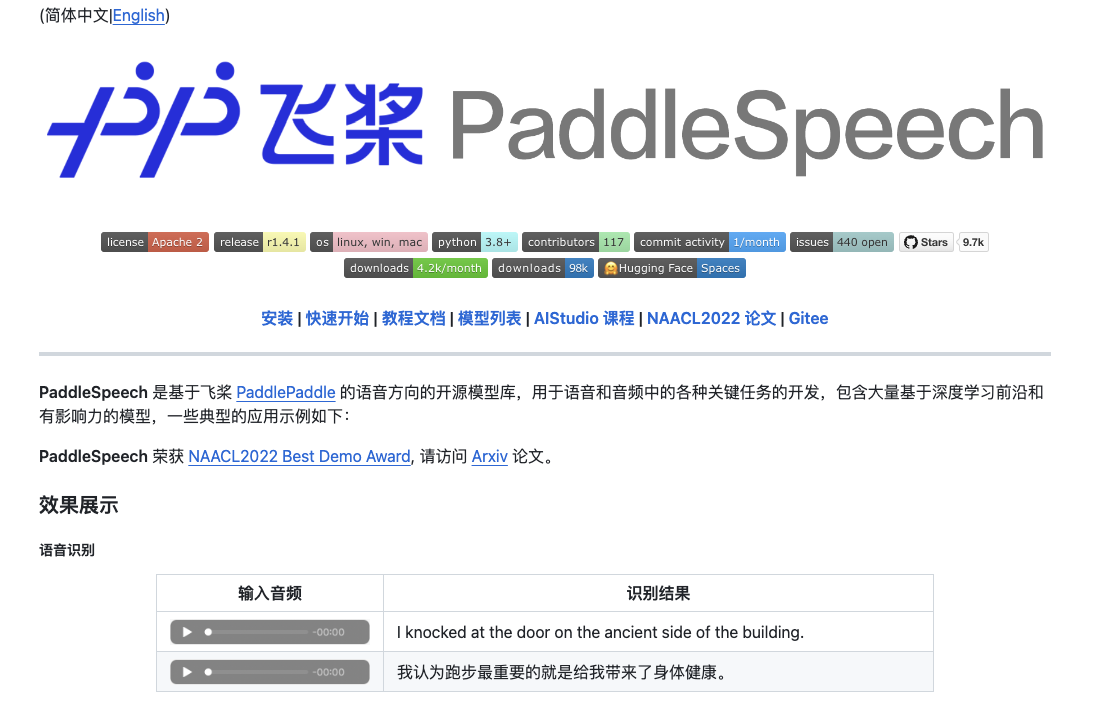 (简体中文|English)
飞桨 PaddleSpeech
license Apache 2 release r1.4.1 os linux, win, mac python 3.8+ contributors 117 commit activity 1/month issues 440 open Stars 9.7k
downloads 4.2k/month downloads 98k 🤗Hugging Face Spaces
安装 | 快速开始 | 教程文档 | 模型列表 | AIStudio 课程 | NAACL2022 论文 | Gitee
PaddleSpeech 是基于飞桨 PaddlePaddle 的语音方向的开源模型库，用于语音和音频中的各种关键任务的开发，包含大量基于深度学习前沿和
有影响力的模型，一些典型的应用示例如下：
PaddleSpeech 荣获 NAACL2022 Best Demo Award, 请访问 Arxiv 论文。
效果展示
语音识别
输入音频 识别结果
-00:00 I knocked at the door on the ancient side of the building.
-00:00 我认为跑步最重要的就是给我带来了身体健康。